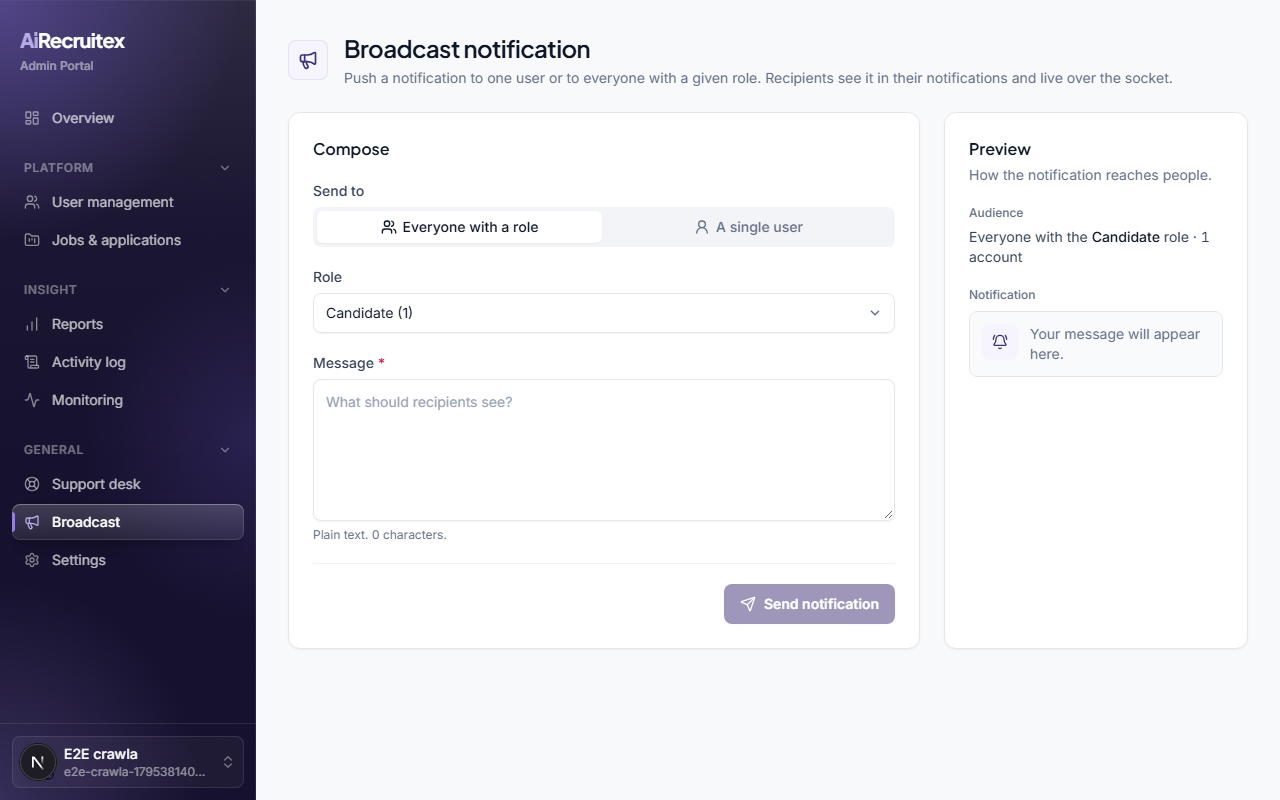 AiRecruitex
Admin Portal
Overview
PLATFORM
User management
Jobs & applications
INSIGHT
Reports
Activity log
Monitoring
GENERAL
Support desk
Broadcast
Settings
N
E2E crawla
e2e-crawla-179538140...
Broadcast notification
Push a notification to one user or to everyone with a given role. Recipients see it in their notifications and live over the socket.
Compose
Send to
Everyone with a role
A single user
Role
Candidate (1)
Message *
What should recipients see?
Plain text. 0 characters.
Send notification
Preview
How the notification reaches people.
Audience
Everyone with the Candidate role · 1
account
Notification
Your message will appear
here.